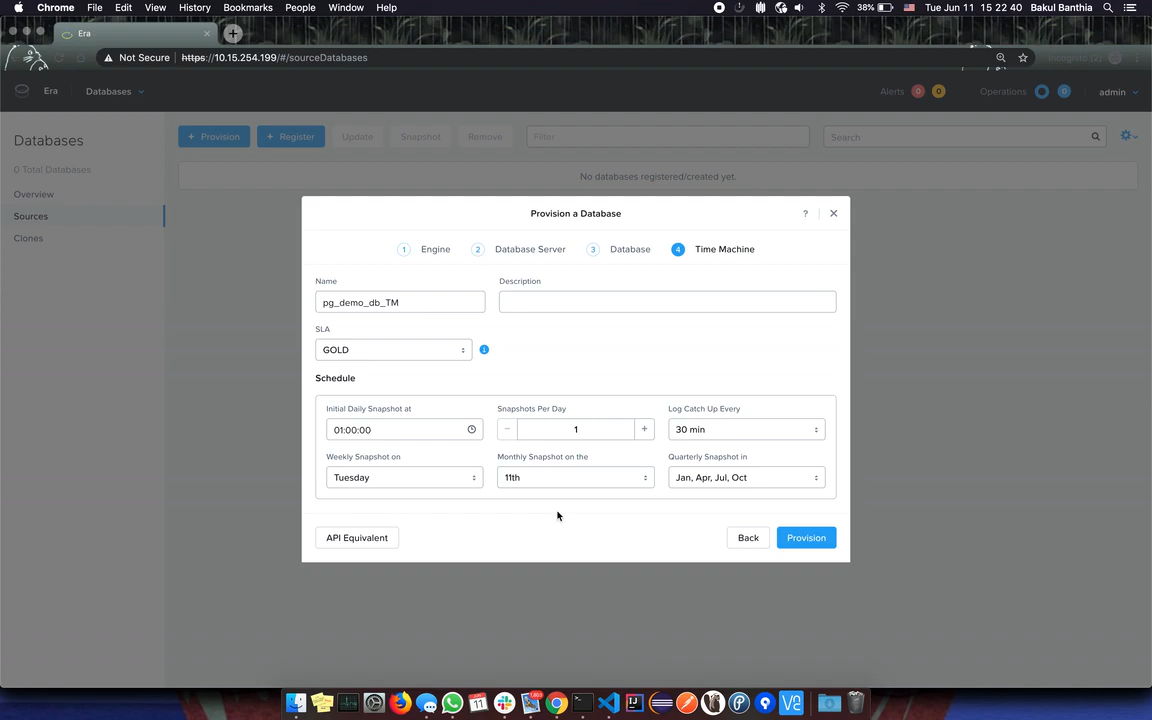 Chrome File Edit View History Bookmarks People Window Help 38% Tue Jun 11 15 22 40 Bakul Banthia
Era
Not Secure https://10.15.254.199/#/sourceDatabases Incognito (2)
Era Databases Alerts 0 0 Operations 0 admin
Databases
+ Provision + Register Update Snapshot Remove Filter Search
0 Total Databases
No databases registered/created yet.
Overview
Sources
Clones
Provision a Database ?
1 Engine 2 Database Server 3 Database 4 Time Machine
Name Description
pg_demo_db_TM
SLA
GOLD
Schedule
Initial Daily Snapshot at Snapshots Per Day Log Catch Up Every
01:00:00 − 1 + 30 min
Weekly Snapshot on Monthly Snapshot on the Quarterly Snapshot in
Tuesday 11th Jan, Apr, Jul, Oct
API Equivalent Back Provision